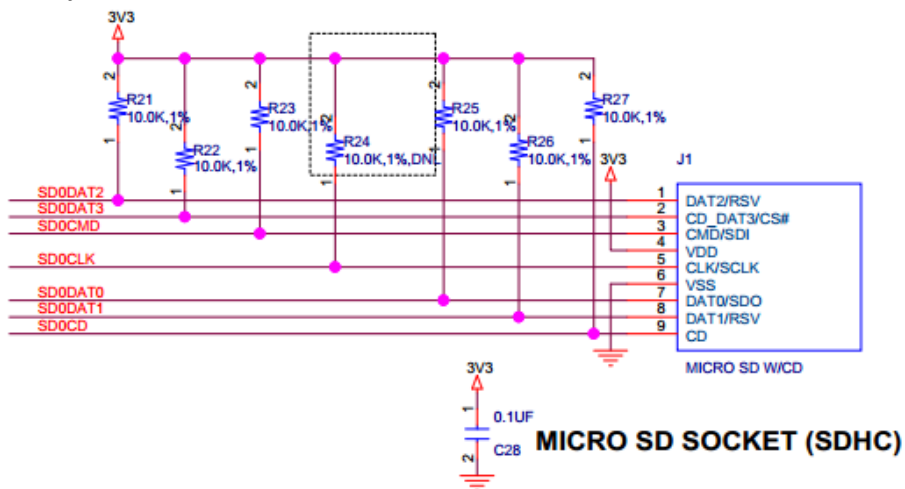 3V3
2
2
2
2
2
2
2
R21
10.0K,1%
R22
10.0K,1%
R23
10.0K,1%
R24
10.0K,1%,DNL
R25
10.0K,1%
R26
10.0K,1%
R27
10.0K,1%
1
1
1
1
1
1
1
3V3
J1
SD0DAT2 1 DAT2/RSV
SD0DAT3 2 CD_DAT3/CS#
SD0CMD 3 CMD/SDI
4 VDD
SD0CLK 5 CLK/SCLK
6 VSS
SD0DAT0 7 DAT0/SDO
SD0DAT1 8 DAT1/RSV
SD0CD 9 CD
MICRO SD W/CD
3V3
1
0.1UF
C28
2
MICRO SD SOCKET (SDHC)